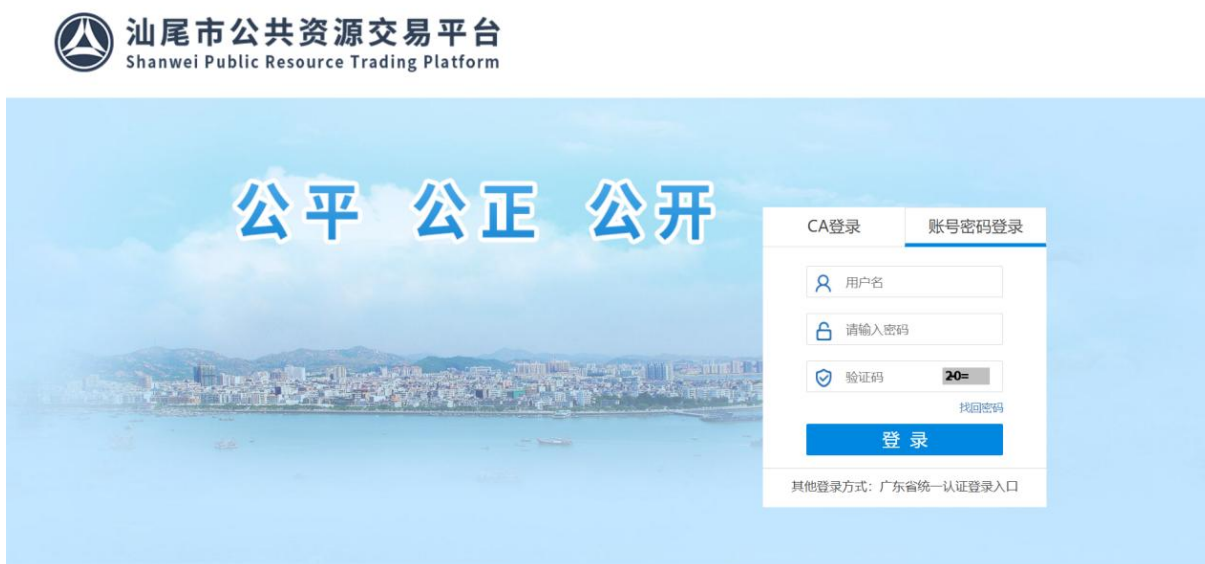 汕尾市公共资源交易平台
Shanwei Public Resource Trading Platform
公平 公正 公开
CA登录 账号密码登录
用户名
请输入密码
验证码 2-0=
找回密码
登 录
其他登录方式：广东省统一认证登录入口